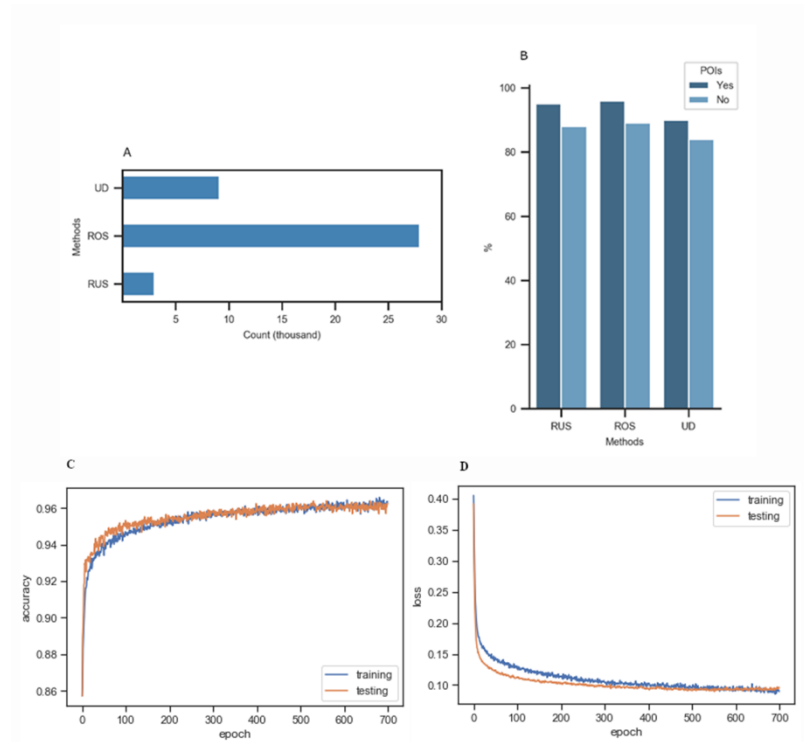 A
UD
ROS
RUS
Methods
5 10 15 20 25 30
Count (thousand)
B
POIs
Yes
No
100
80
60
40
20
0
%
RUS ROS UD
Methods
C
0.96
0.94
0.92
0.90
0.88
0.86
accuracy
training
testing
0 100 200 300 400 500 600 700
epoch
D
0.40
0.35
0.30
0.25
0.20
0.15
0.10
loss
training
testing
0 100 200 300 400 500 600 700
epoch